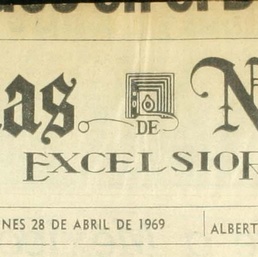 as. DE N
EXCELSIOR
NES 28 DE ABRIL DE 1969 ALBERT